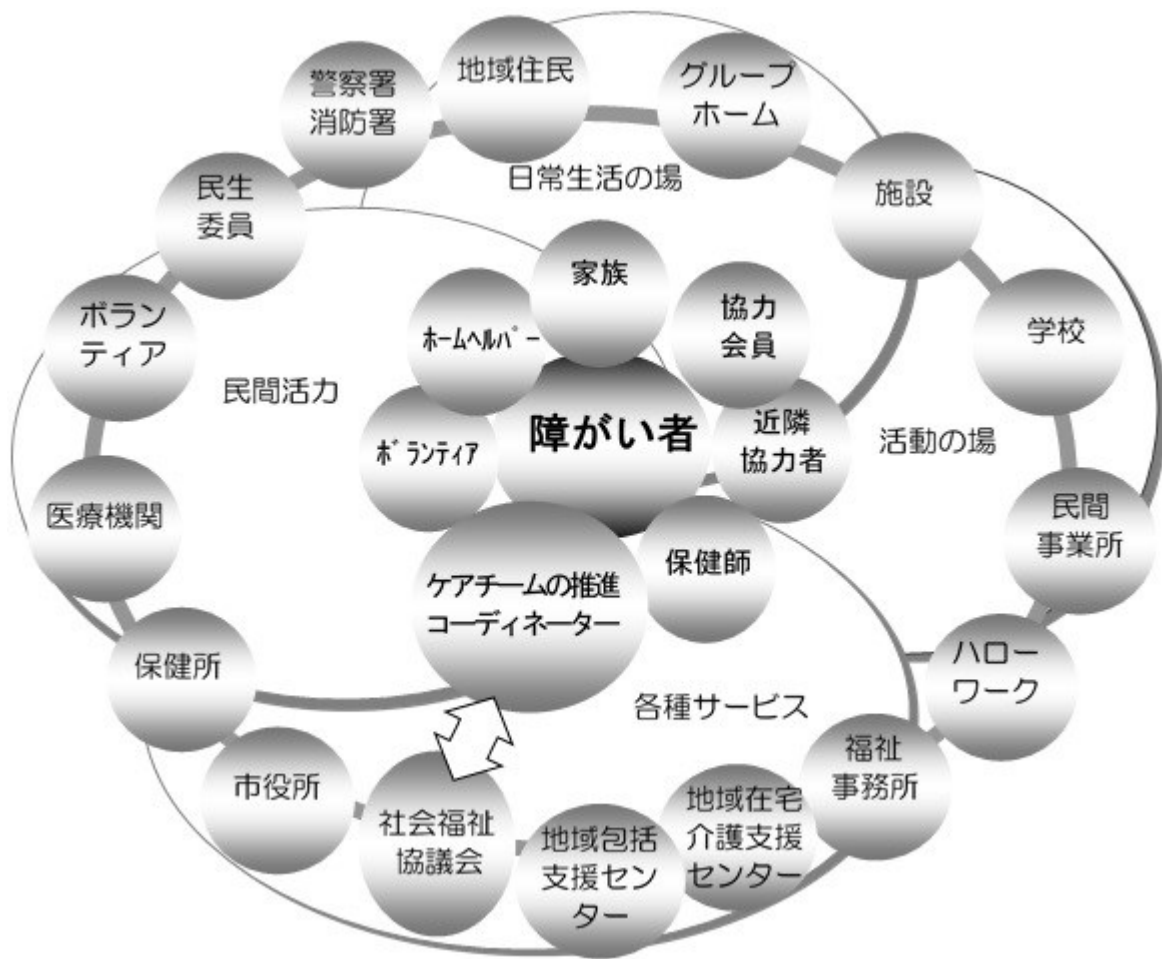 地域住民
グループ
ホーム
警察署
消防署
日常生活の場
民生
委員
施設
家族
ボラン
ティア
ﾎｰﾑﾍﾙﾊﾟｰ
協力
会員
学校
民間活力
障がい者
近隣
協力者
活動の場
ﾎﾞﾗﾝﾃｨｱ
医療機関
民間
事業所
保健師
ケアチームの推進
コーディネーター
保健所
ハロー
ワーク
各種サービス
福祉
事務所
市役所
社会福祉
協議会
地域包括
支援セン
ター
地域在宅
介護支援
センター